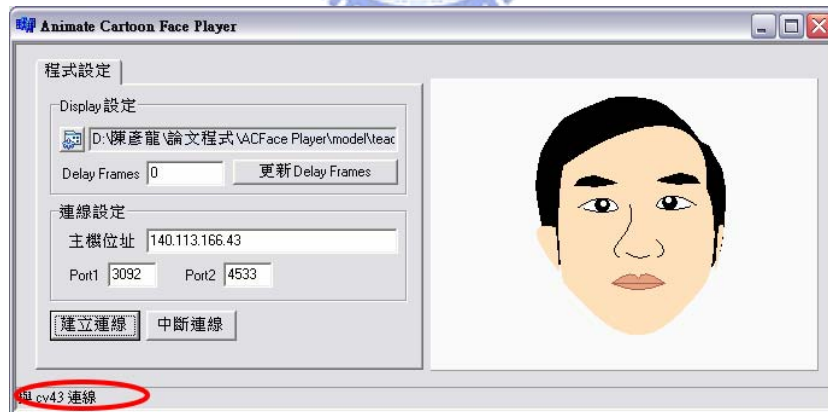 Animate Cartoon Face Player
程式設定
Display 設定
D:\陳彥龍\論文程式\ACFace Player\model\teac
Delay Frames 0 更新 Delay Frames
連線設定
主機位址 140.113.166.43
Port1 3092 Port2 4533
建立連線 中斷連線
與 cv43 連線